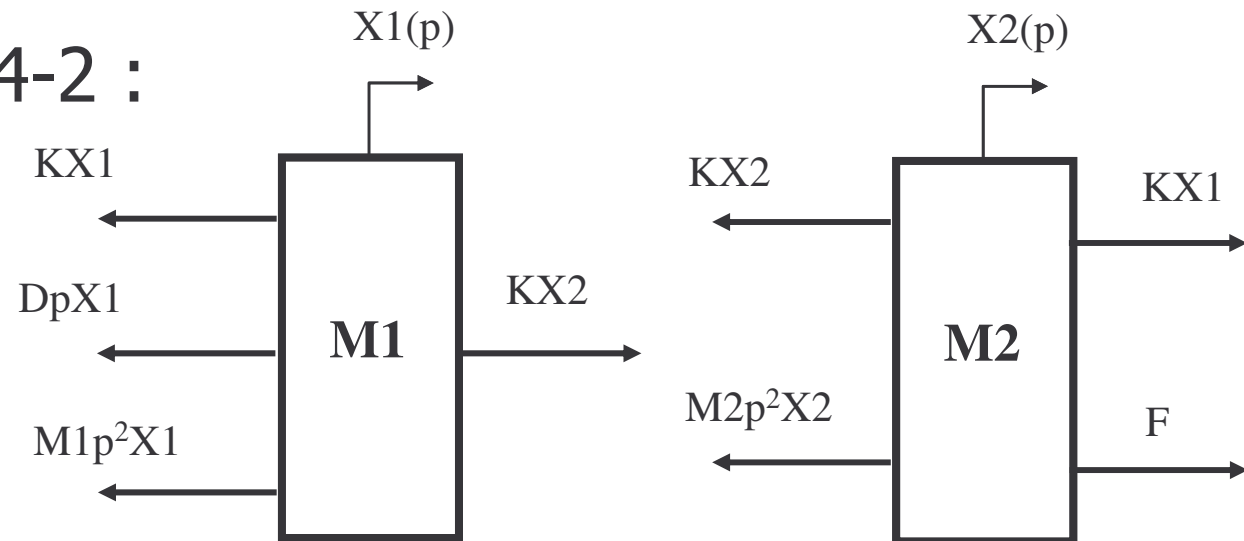 4-2 :
X1(p)
KX1
DpX1
M1p²X1
M1
KX2
X2(p)
KX2
M2p²X2
M2
KX1
F